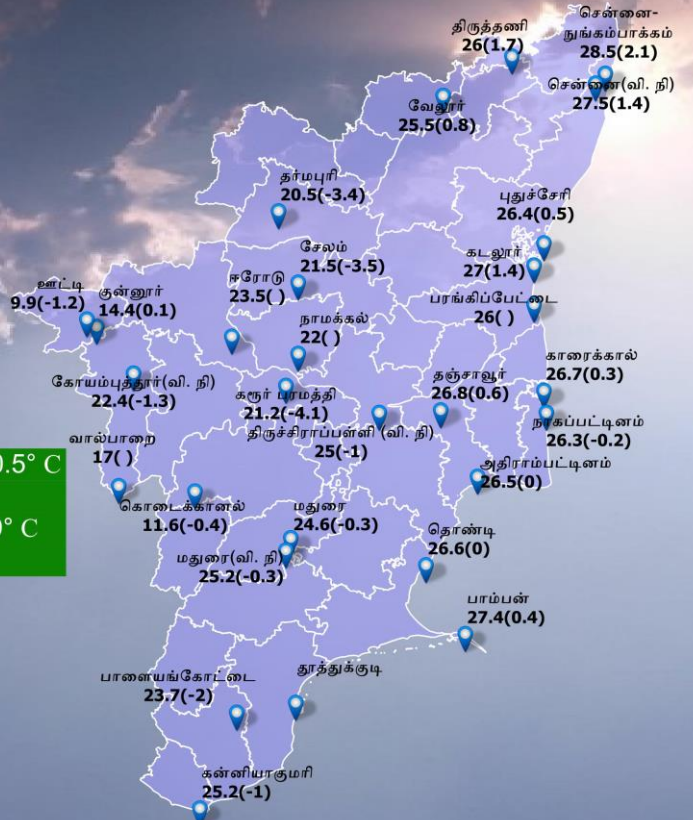 சென்னை-
நுங்கம்பாக்கம்
28.5(2.1)
திருத்தணி
26(1.7)
சென்னை(வி. நி)
27.5(1.4)
வேலூர்
25.5(0.8)
தர்மபுரி
20.5(-3.4)
புதுச்சேரி
26.4(0.5)
சேலம்
21.5(-3.5)
கடலூர்
27(1.4)
ஊட்டி
9.9(-1.2)
குன்னூர்
14.4(0.1)
ஈரோடு
23.5()
பரங்கிப்பேட்டை
26( )
நாமக்கல்
22()
காரைக்கால்
26.7(0.3)
கோயம்புத்தூர்(வி. நி)
22.4(-1.3)
கரூர் பரமத்தி
21.2(-4.1)
தஞ்சாவூர்
26.8(0.6)
நாகப்பட்டினம்
26.3(-0.2)
திருச்சிராப்பள்ளி (வி. நி)
25(-1)
வால்பாறை
17( )
0.5° C
அதிராம்பட்டினம்
26.5(0)
கொடைக்கானல்
11.6(-0.4)
மதுரை
24.6(-0.3)
° C
தொண்டி
26.6(0)
மதுரை(வி. நி)
25.2(-0.3)
பாம்பன்
27.4(0.4)
பாளையங்கோட்டை
23.7(-2)
தூத்துக்குடி
கன்னியாகுமரி
25.2(-1)